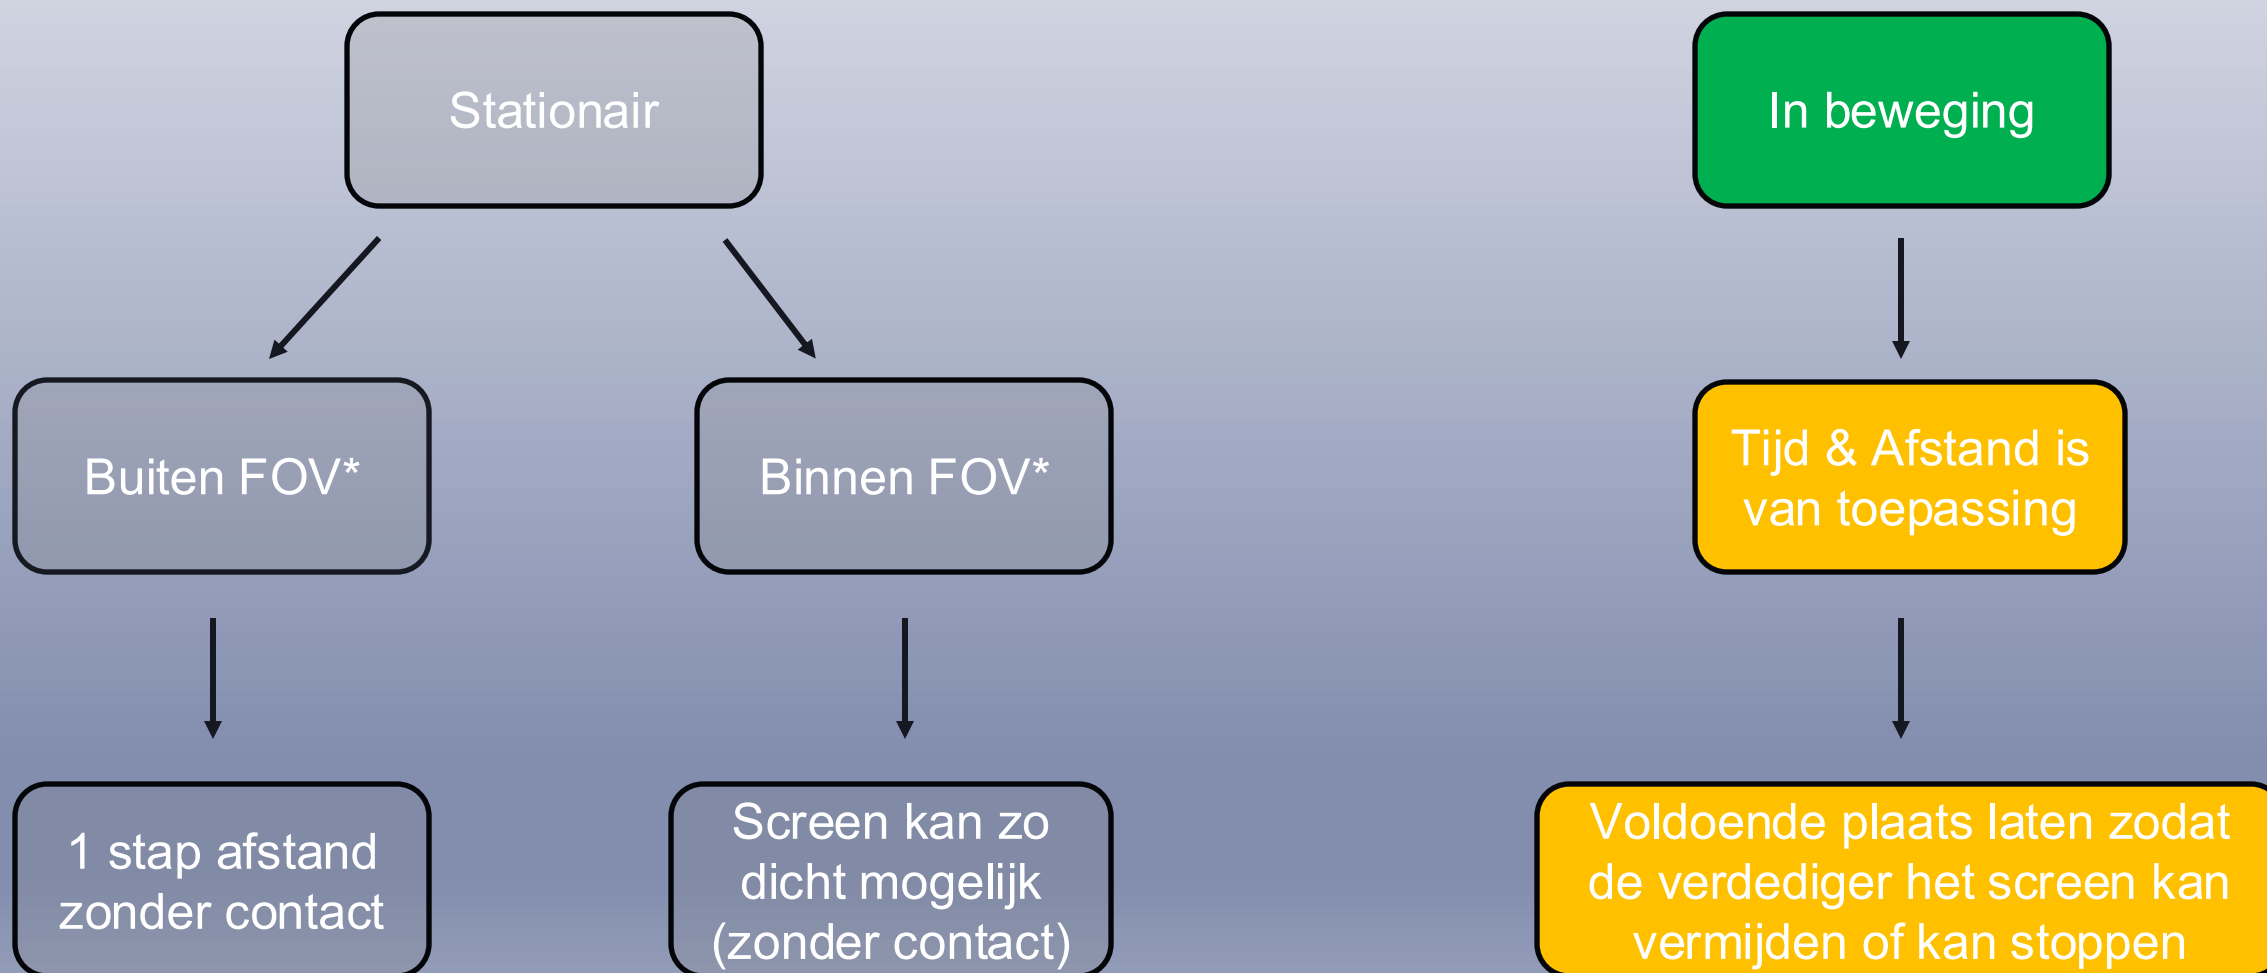 Stationair
In beweging
Buiten FOV*
Binnen FOV*
Tijd & Afstand is
van toepassing
1 stap afstand
zonder contact
Screen kan zo
dicht mogelijk
(zonder contact)
Voldoende plaats laten zodat
de verdediger het screen kan
vermijden of kan stoppen